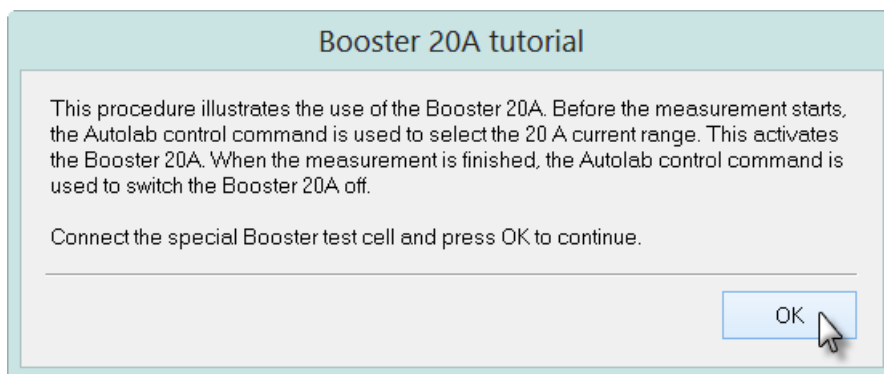 Booster 20A tutorial
This procedure illustrates the use of the Booster 20A. Before the measurement starts,
the Autolab control command is used to select the 20 A current range. This activates
the Booster 20A. When the measurement is finished, the Autolab control command is
used to switch the Booster 20A off.
Connect the special Booster test cell and press OK to continue.
OK